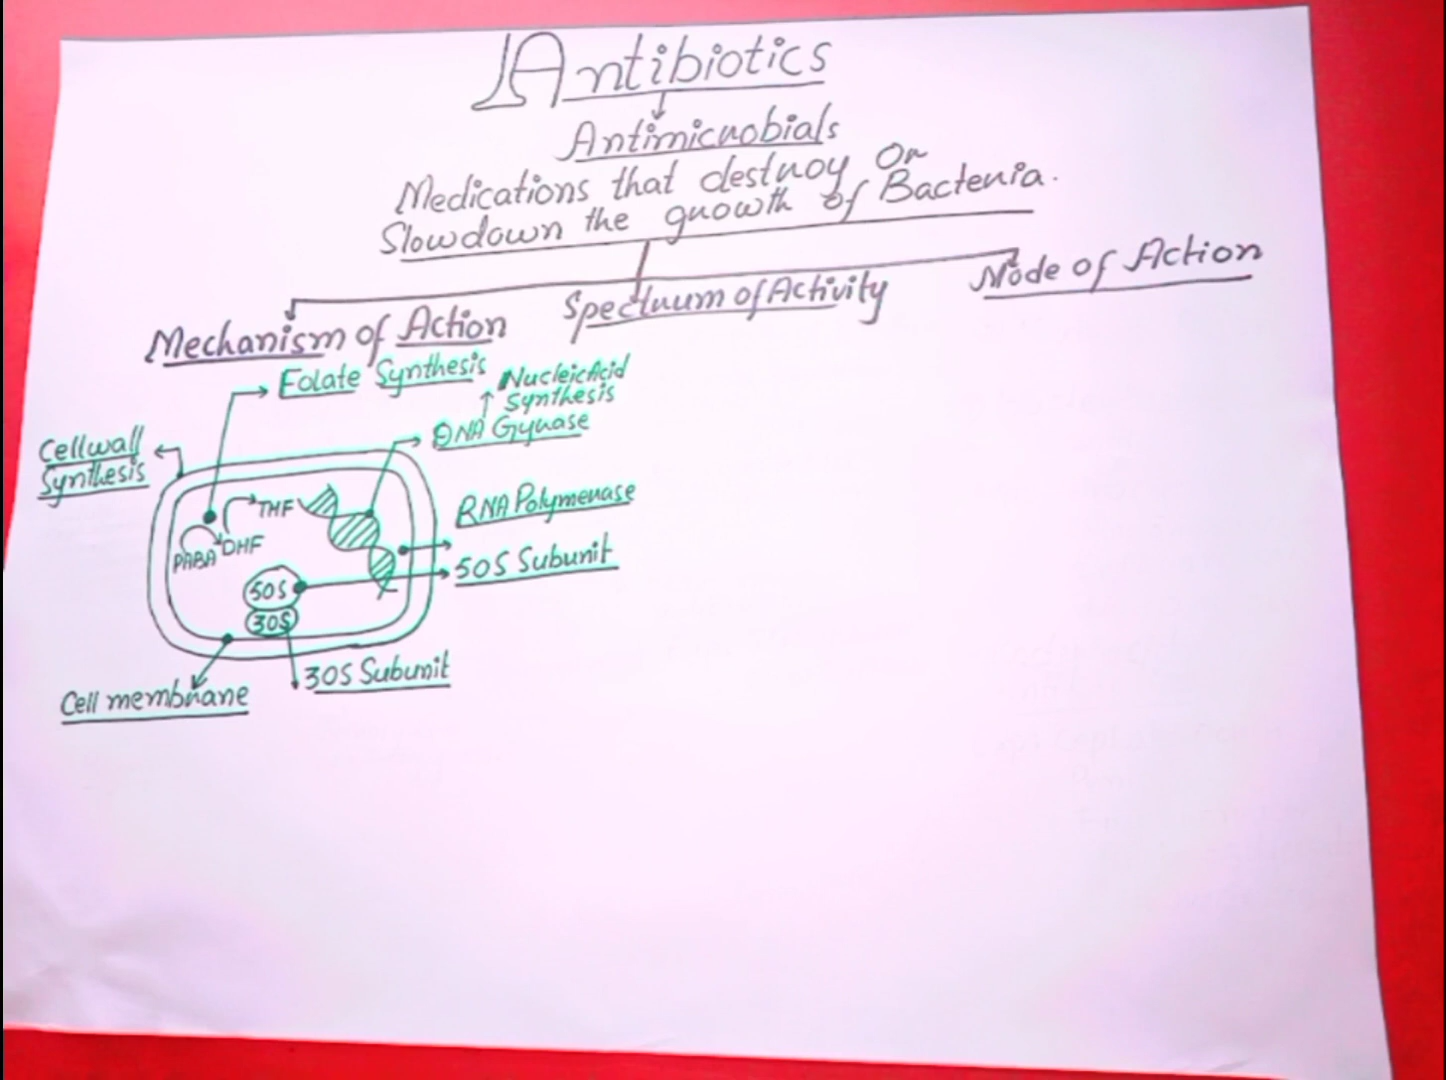 Antibiotics
Antimicrobials
Medications that destroy or
Slowdown the growth of Bacteria.
Mechanism of Action
Spectrum of Activity
Mode of Action
Folate Synthesis
Nucleic Acid
Synthesis
DNA Gyrase
Cellwall
Synthesis
THF
PABA
DHF
RNA Polymerase
50S
50S Subunit
30S
30S Subunit
Cell membrane